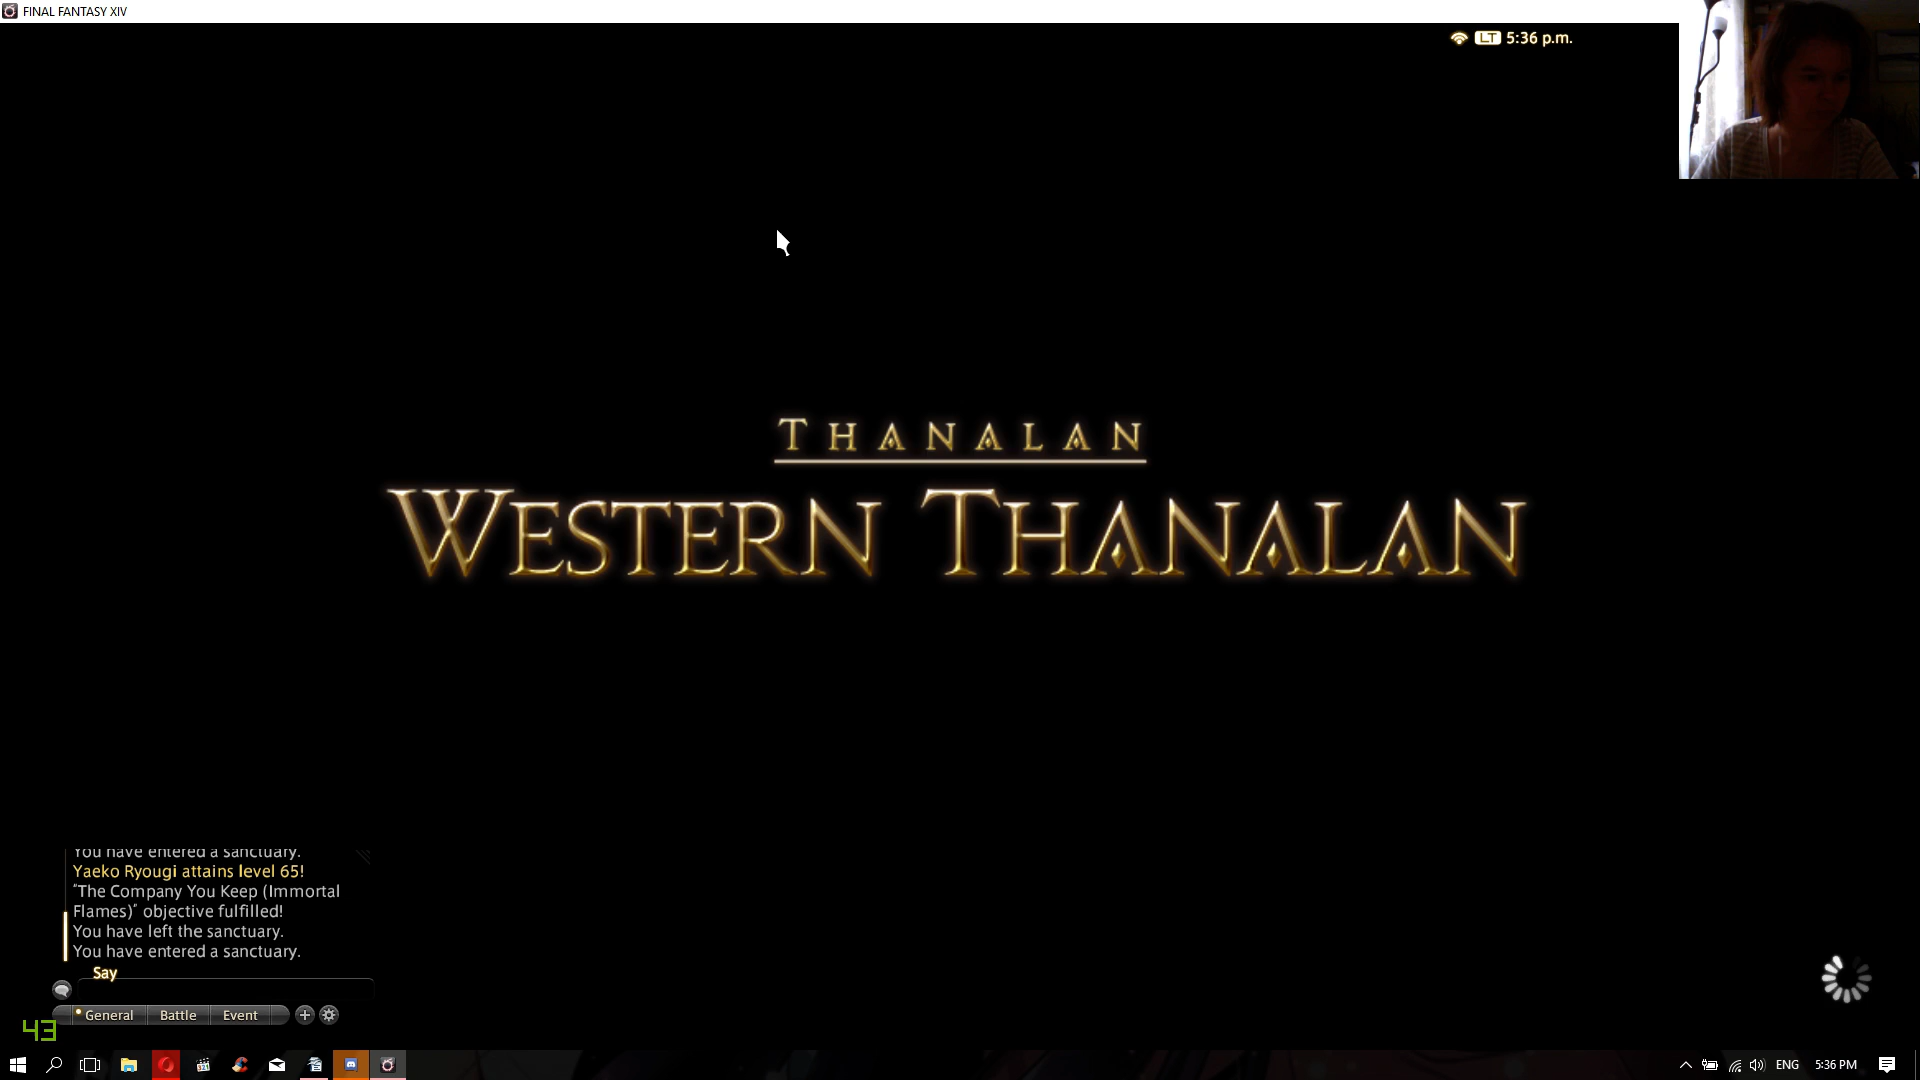 FINAL FANTASY XIV
LT 5:36 p.m.
THANALAN
WESTERN THANALAN
You have entered a sanctuary.
Yaeko Ryougi attains level 65!
"The Company You Keep (Immortal
Flames)" objective fulfilled!
You have left the sanctuary.
You have entered a sanctuary.
Say
General Battle Event
43
ENG 5:36 PM